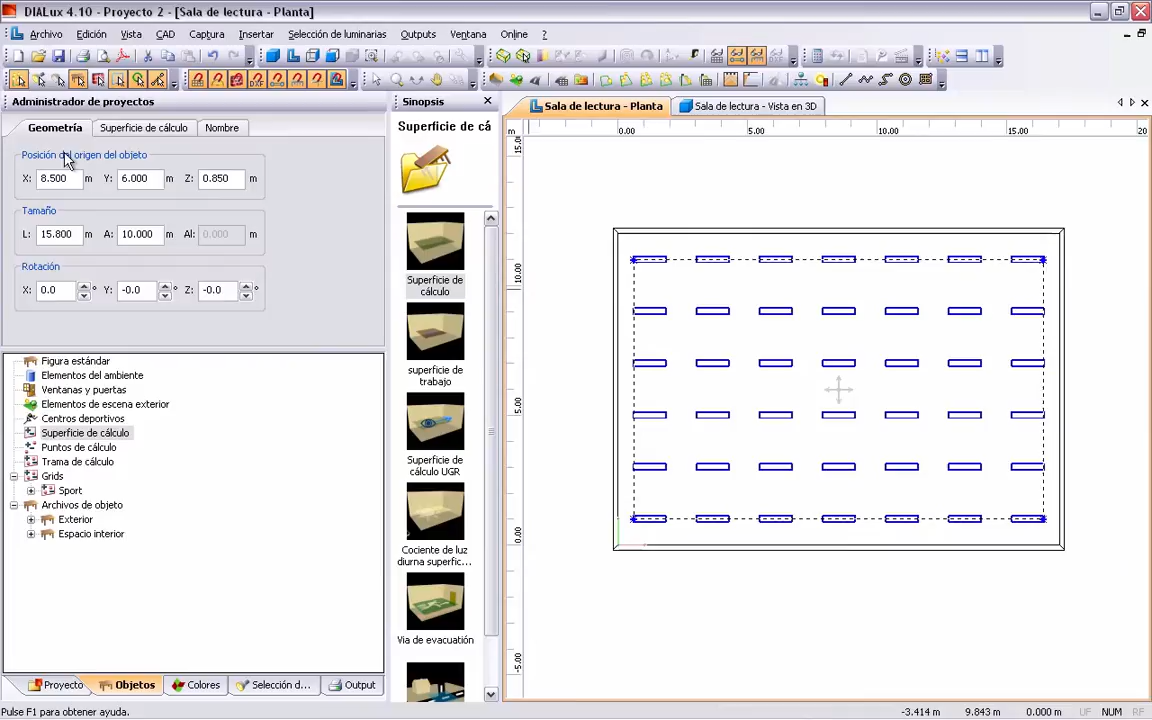 DIALux 4.10 - Proyecto 2 - [Sala de lectura - Planta]
Archivo Edición Vista CAD Captura Insertar Selección de luminarias Outputs Ventana Online ?
Administrador de proyectos
Geometría Superficie de cálculo Nombre
Posición del origen del objeto
X: 8.500 m Y: 6.000 m Z: 0.850 m
Tamaño
L: 15.800 m A: 10.000 m Al: 0.000 m
Rotación
X: 0.0 ° Y: -0.0 ° Z: -0.0 °
Figura estándar
Elementos del ambiente
Ventanas y puertas
Elementos de escena exterior
Centros deportivos
Superficie de cálculo
Puntos de cálculo
Trama de cálculo
Grids
Sport
Archivos de objeto
Exterior
Espacio interior
Proyecto Objetos Colores Selección d... Output
Sinopsis
Superficie de cá
Superficie de
cálculo
superficie de
trabajo
Superficie de
cálculo UGR
Cociente de luz
diurna superfic...
Via de evacuatión
Sala de lectura - Planta Sala de lectura - Vista en 3D
m 0.00 5.00 10.00 15.00 20
15.00
10.00
5.00
0.00
-5.00
Pulse F1 para obtener ayuda. -3.414 m 9.843 m 0.000 m UF NUM RF